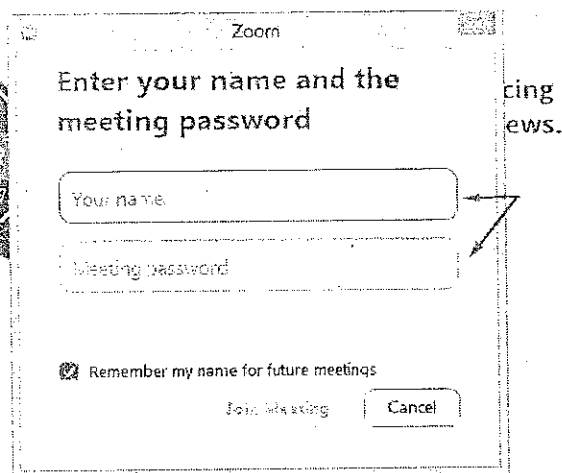 Zoom
Enter your name and the
meeting password
cing
ews.
Your name
Meeting password
Remember my name for future meetings
Join Meeting
Cancel